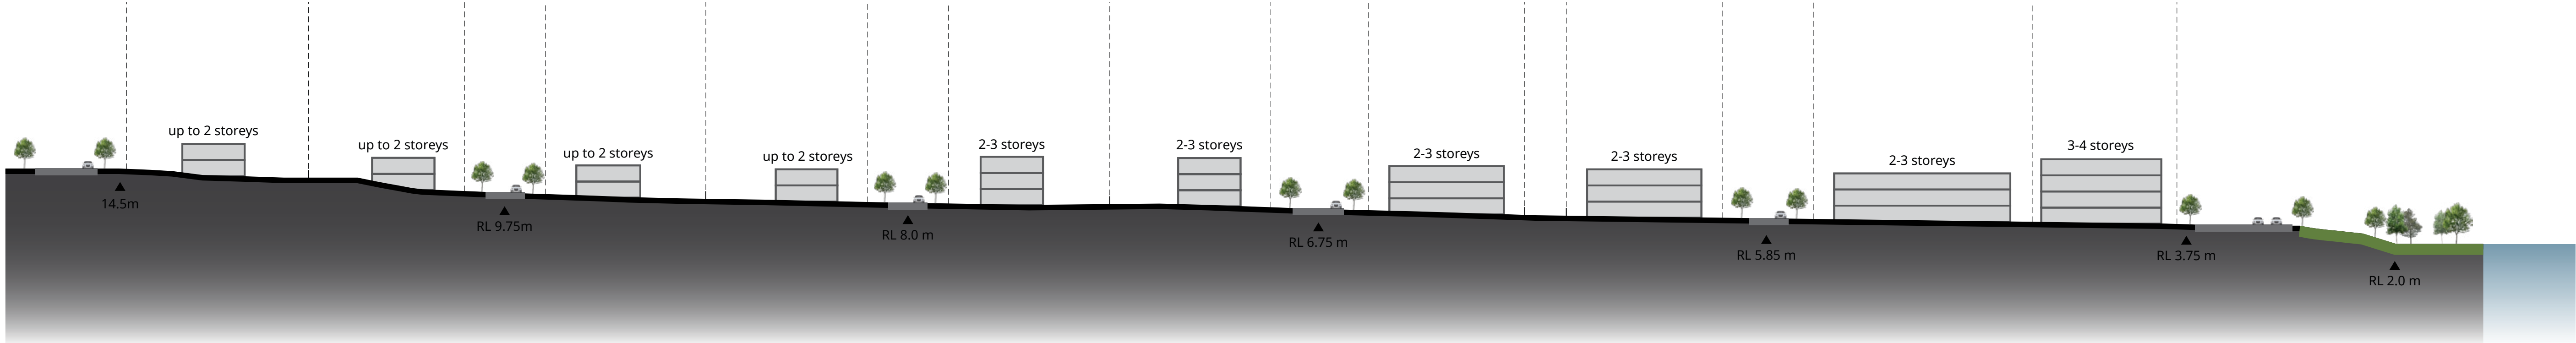 up to 2 storeys
up to 2 storeys
up to 2 storeys
up to 2 storeys
2-3 storeys
2-3 storeys
2-3 storeys
2-3 storeys
2-3 storeys
3-4 storeys
14.5m
RL 9.75m
RL 8.0 m
RL 6.75 m
RL 5.85 m
RL 3.75 m
RL 2.0 m